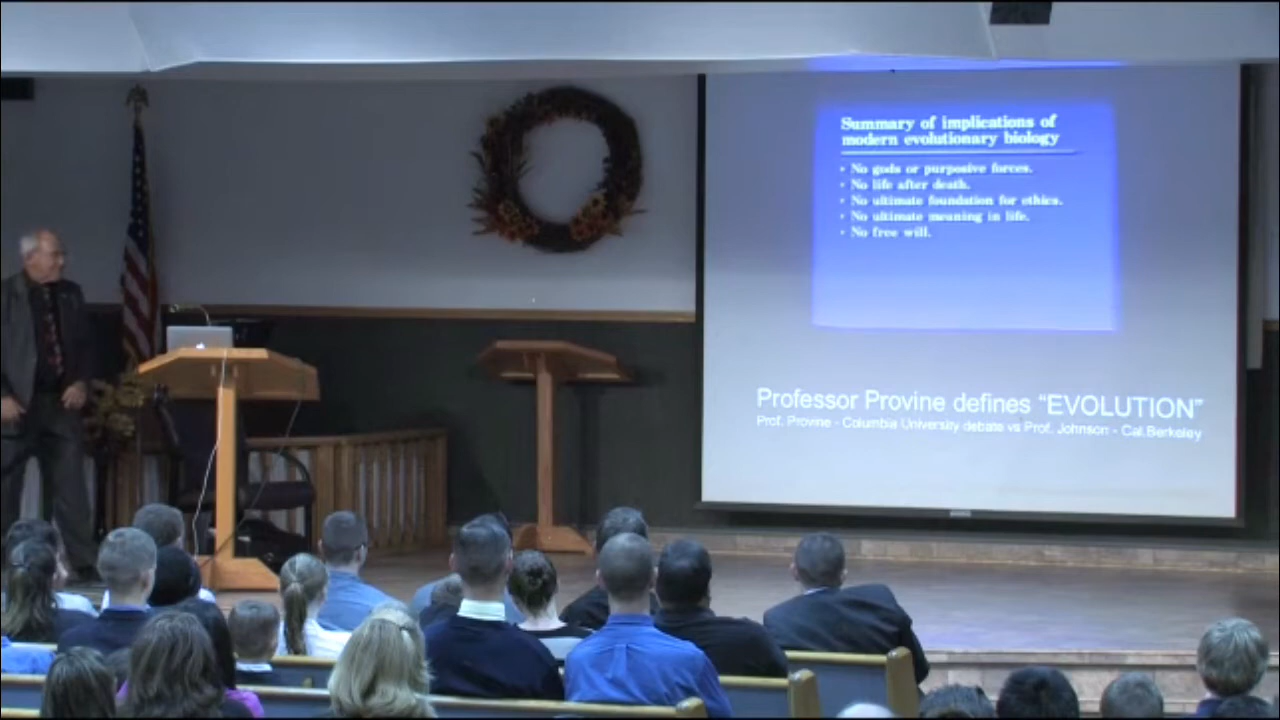 Summary of implications of
modern evolutionary biology
• No gods or purposive forces.
• No life after death.
• No ultimate foundation for ethics.
• No ultimate meaning in life.
• No free will.
Professor Provine defines “EVOLUTION”
Prof. Provine - Columbia University debate vs Prof. Johnson - Cal.Berkeley